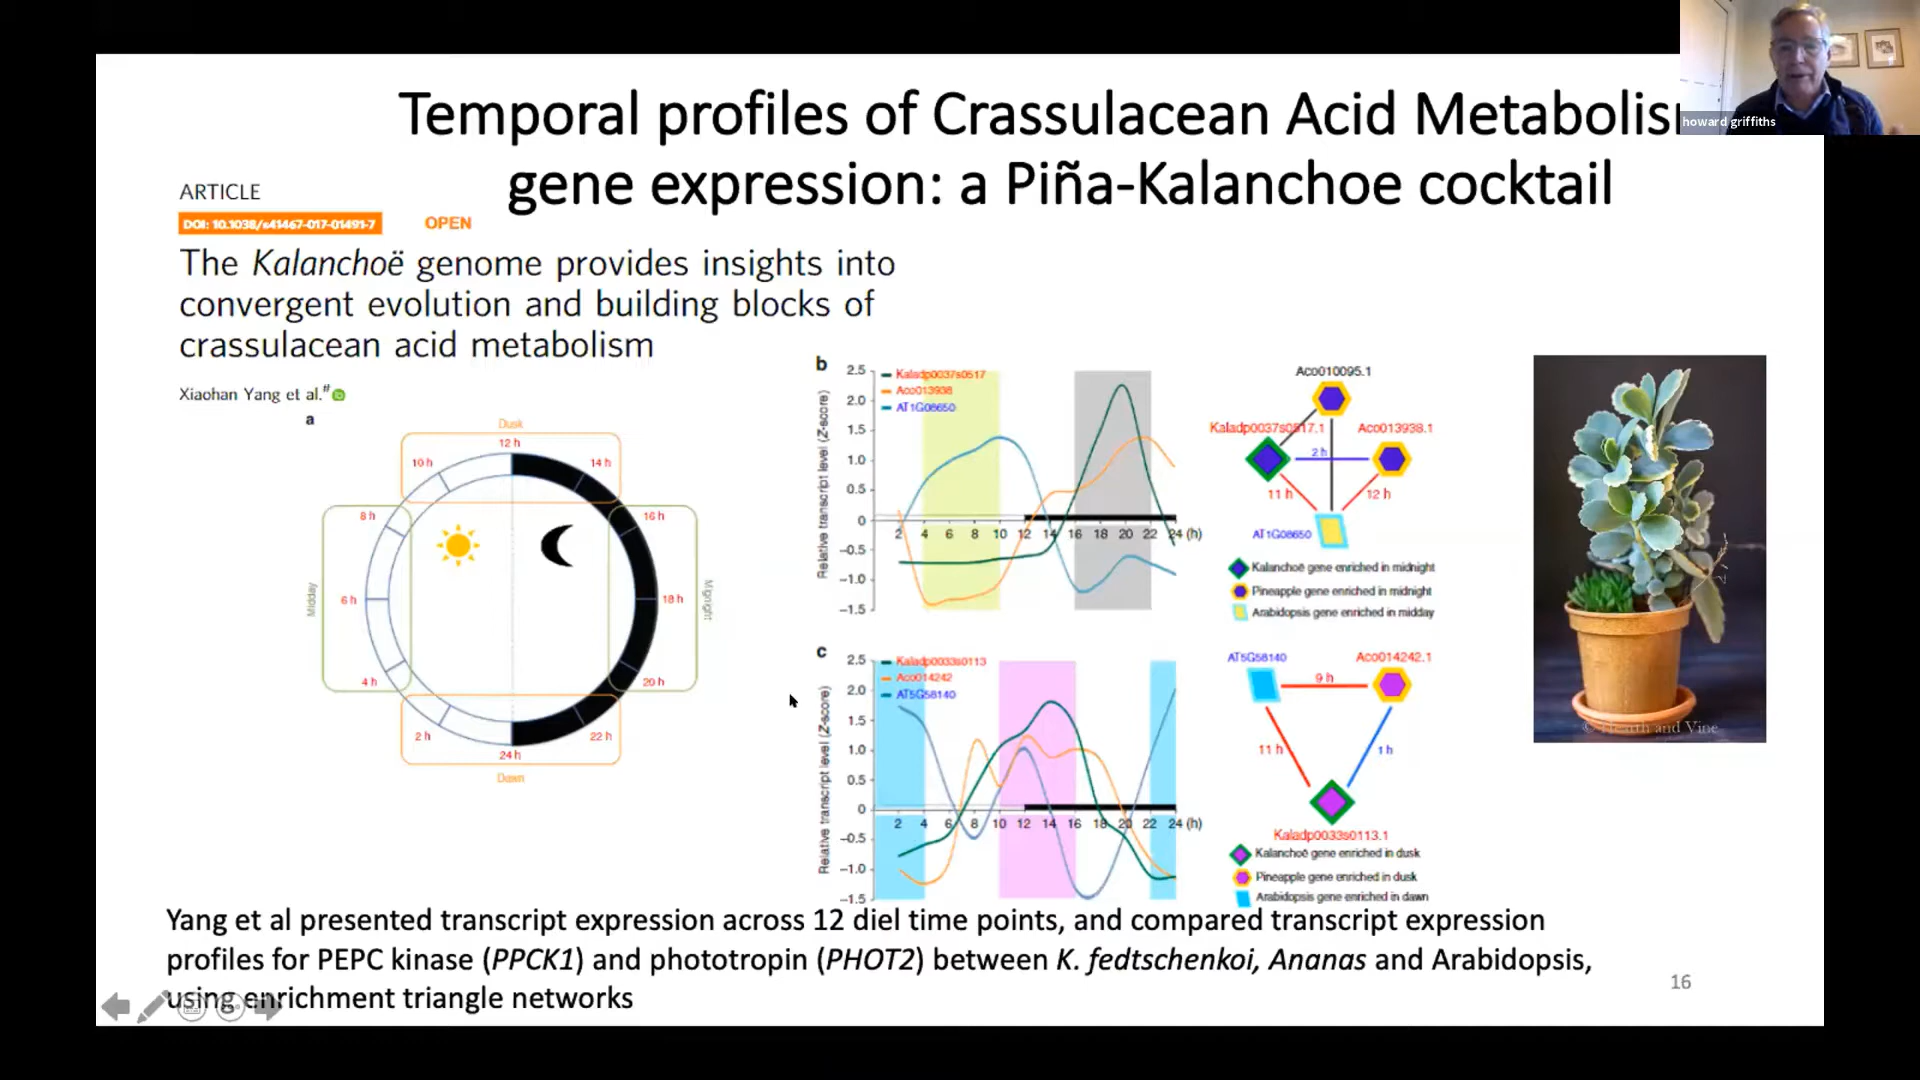 howard griffiths
Temporal profiles of Crassulacean Acid Metabolis
gene expression: a Piña-Kalanchoe cocktail
ARTICLE
DOI: 10.1038/s41467-017-01491-7
OPEN
The Kalanchoë genome provides insights into
convergent evolution and building blocks of
crassulacean acid metabolism
Xiaohan Yang et al.#
a
Dusk
12 h
10 h
14 h
8 h
16 h
Midday
6 h
18 h
Midnight
4 h
20 h
2 h
22 h
24 h
Dawn
b
Relative transcript level (Z-score)
2.5
2.0
1.5
1.0
0.5
0
–0.5
–1.0
–1.5
Kaladp0037s0517
Aco013938
AT1G08650
2 4 6 8 10 12 14 16 18 20 22 24 (h)
Aco010095.1
Kaladp0037s0517.1
Aco013938.1
2 h
11 h
12 h
AT1G08650
Kalanchoë gene enriched in midnight
Pineapple gene enriched in midnight
Arabidopsis gene enriched in midday
c
Relative transcript level (Z-score)
2.5
2.0
1.5
1.0
0.5
0
–0.5
–1.0
–1.5
Kaladp0033s0113
Aco014242
AT5G58140
2 4 6 8 10 12 14 16 18 20 22 24 (h)
AT5G58140
Aco014242.1
9 h
11 h
1 h
Kaladp0033s0113.1
Kalanchoë gene enriched in dusk
Pineapple gene enriched in dusk
Arabidopsis gene enriched in dawn
© Hearth and Vine
Yang et al presented transcript expression across 12 diel time points, and compared transcript expression
profiles for PEPC kinase (PPCK1) and phototropin (PHOT2) between K. fedtschenkoi, Ananas and Arabidopsis,
using enrichment triangle networks
16